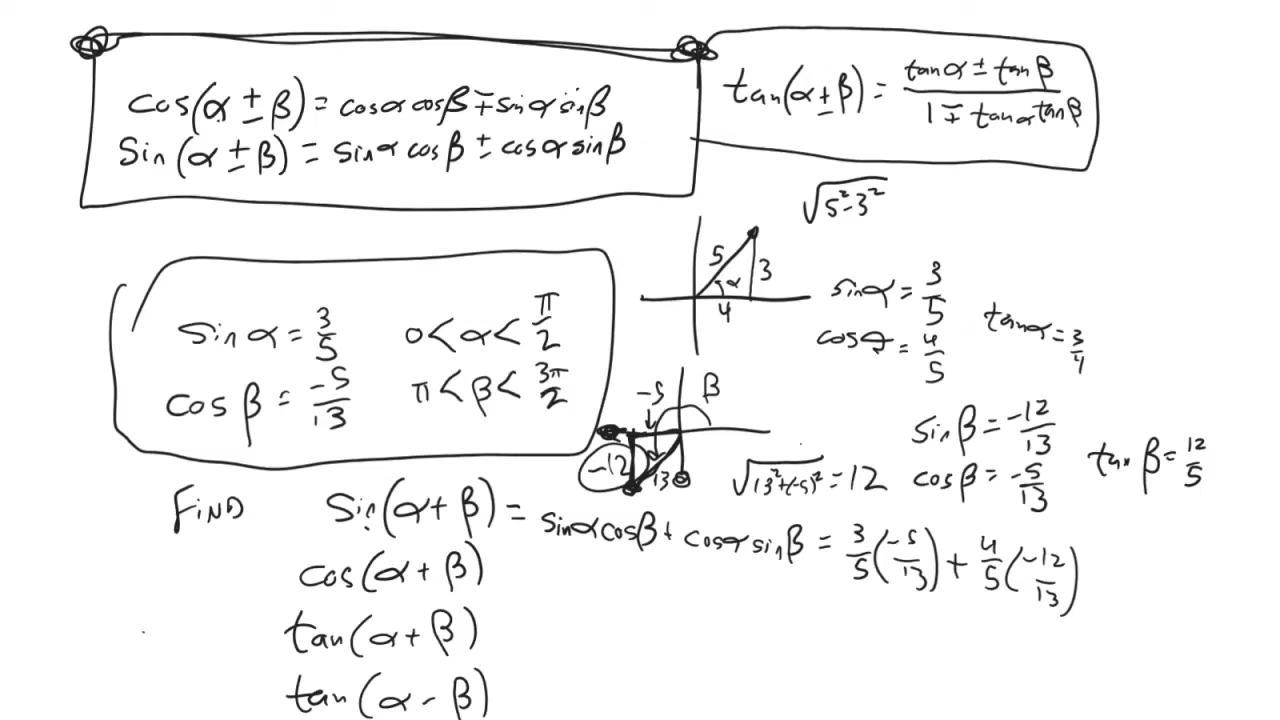 cos(α ± β) = cosα cosβ ∓ sinα sinβ
Sin(α ± β) = sinα cosβ ± cosα sinβ
tan(α ± β) = (tanα ± tanβ)/(1 ∓ tanα tanβ)
√(5²-3²)
5
3
α
4
sinα = 3/5
cosα = 4/5
tanα = 3/4
Sinα = 3/5 0 < α < π/2
cos β = -5/13 π < β < 3π/2
-5
β
-12
13
√(13²+(-5)²) = 12
sinβ = -12/13
cosβ = -5/13
tan β = 12/5
FIND Sin(α + β) = sinα cosβ + cosα sinβ = 3/5(-5/13) + 4/5(-12/13)
cos(α + β)
tan(α + β)
tan(α - β)